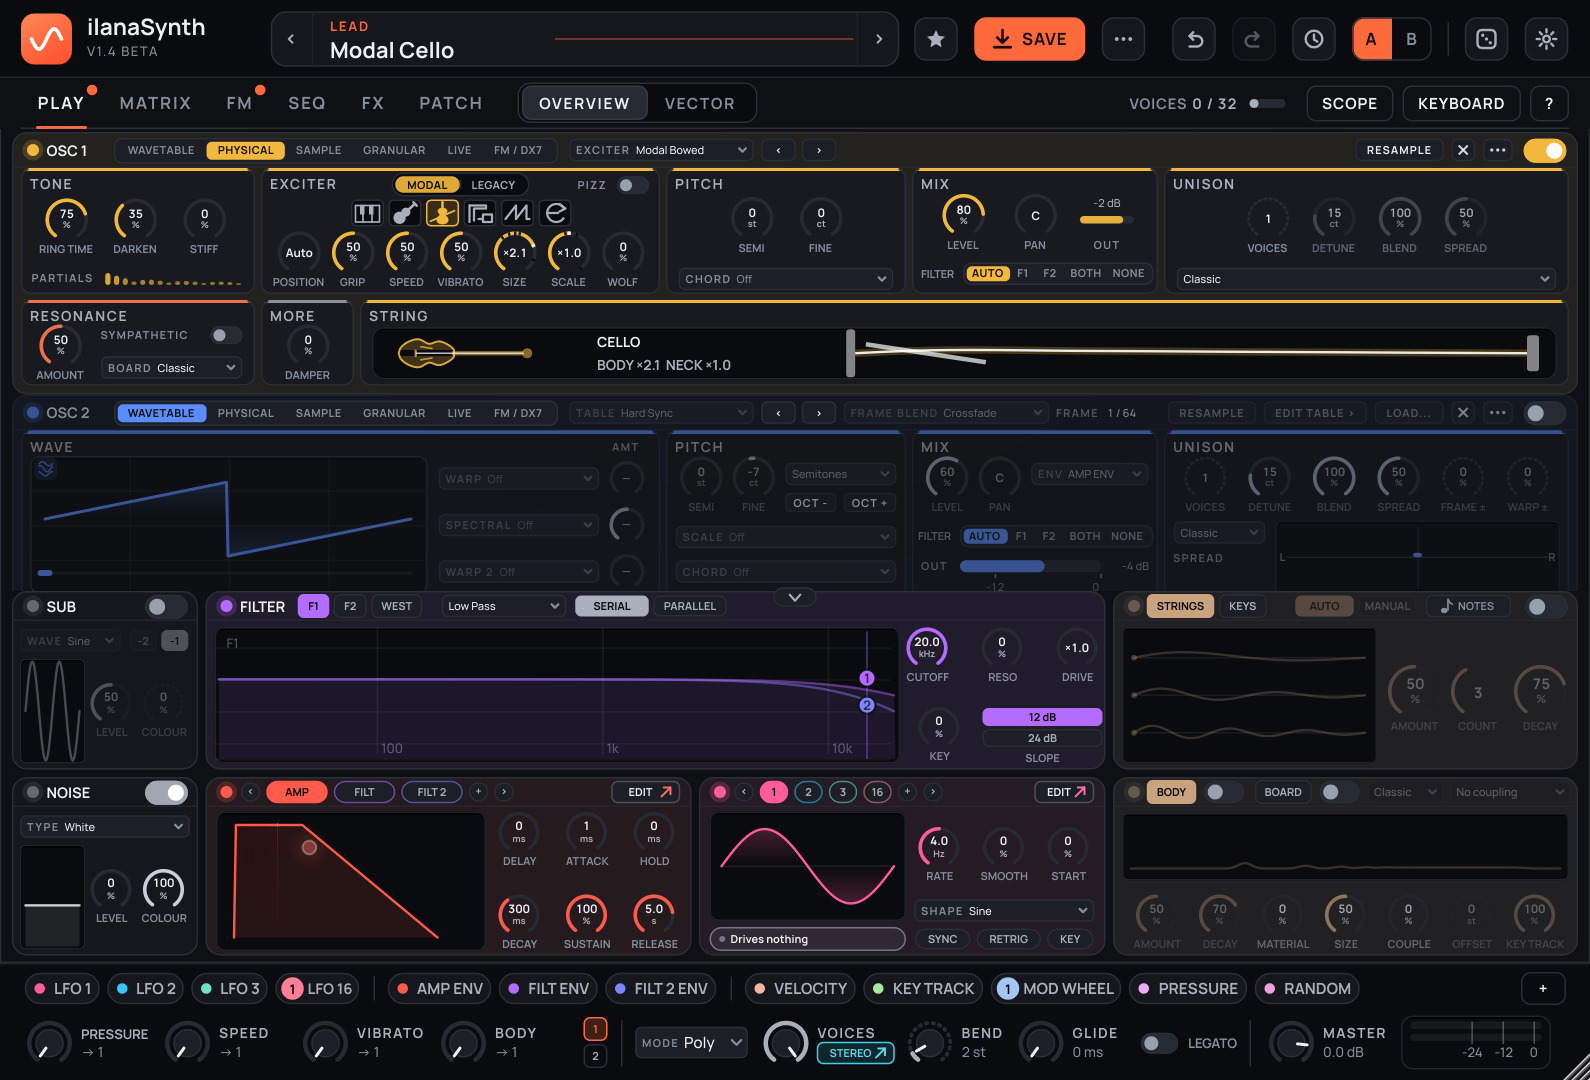 ilanaSynth
V1.4 BETA
LEAD
Modal Cello
SAVE
A B
PLAY MATRIX FM SEQ FX PATCH OVERVIEW VECTOR
VOICES 0 / 32 SCOPE KEYBOARD ?
OSC 1 WAVETABLE PHYSICAL SAMPLE GRANULAR LIVE FM / DX7 EXCITER Modal Bowed RESAMPLE
TONE
75 %
RING TIME
35 %
DARKEN
0 %
STIFF
PARTIALS
EXCITER MODAL LEGACY PIZZ
Auto
POSITION
50 %
GRIP
50 %
SPEED
50 %
VIBRATO
×2.1
SIZE
×1.0
SCALE
0 %
WOLF
PITCH
0 st
SEMI
0 ct
FINE
CHORD Off
MIX
80 %
LEVEL
C
PAN
-2 dB
OUT
FILTER AUTO F1 F2 BOTH NONE
UNISON
1
VOICES
15 ct
DETUNE
100 %
BLEND
50 %
SPREAD
Classic
RESONANCE
50 %
AMOUNT
SYMPATHETIC
BOARD Classic
MORE
0 %
DAMPER
STRING
CELLO
BODY ×2.1 NECK ×1.0
OSC 2 WAVETABLE PHYSICAL SAMPLE GRANULAR LIVE FM / DX7 TABLE Hard Sync FRAME BLEND Crossfade FRAME 1 / 64 RESAMPLE EDIT TABLE › LOAD...
WAVE AMT
WARP Off
SPECTRAL Off
WARP 2 Off
PITCH
0 st
SEMI
-7 ct
FINE
Semitones
OCT - OCT +
SCALE Off
CHORD Off
MIX
60 %
LEVEL
C
PAN
ENV AMP ENV
FILTER AUTO F1 F2 BOTH NONE
OUT -4 dB
-12 0
UNISON
1
VOICES
15 ct
DETUNE
100 %
BLEND
50 %
SPREAD
0 %
FRAME ±
0 %
WARP ±
Classic
SPREAD L R
SUB
WAVE Sine -2 -1
50 %
LEVEL
0 %
COLOUR
FILTER F1 F2 WEST Low Pass SERIAL PARALLEL
F1
100 1k 10k
1
2
20.0 kHz
CUTOFF
0 %
RESO
×1.0
DRIVE
0 %
KEY
12 dB
24 dB
SLOPE
STRINGS KEYS AUTO MANUAL NOTES
50 %
AMOUNT
3
COUNT
75 %
DECAY
NOISE
TYPE White
0 %
LEVEL
100 %
COLOUR
AMP FILT FILT 2 + EDIT
0 ms
DELAY
1 ms
ATTACK
0 ms
HOLD
300 ms
DECAY
100 %
SUSTAIN
5.0 s
RELEASE
1 2 3 16 + EDIT
4.0 Hz
RATE
0 %
SMOOTH
0 %
START
SHAPE Sine
Drives nothing
SYNC RETRIG KEY
BODY BOARD Classic No coupling
50 %
AMOUNT
70 %
DECAY
0 %
MATERIAL
50 %
SIZE
0 %
COUPLE
0 st
OFFSET
100 %
KEY TRACK
LFO 1 LFO 2 LFO 3 1 LFO 16 AMP ENV FILT ENV FILT 2 ENV VELOCITY KEY TRACK 1 MOD WHEEL PRESSURE RANDOM +
PRESSURE
→ 1
SPEED
→ 1
VIBRATO
→ 1
BODY
→ 1
1
2
MODE Poly
VOICES
STEREO
BEND
2 st
GLIDE
0 ms
LEGATO
MASTER
0.0 dB
-24 -12 0